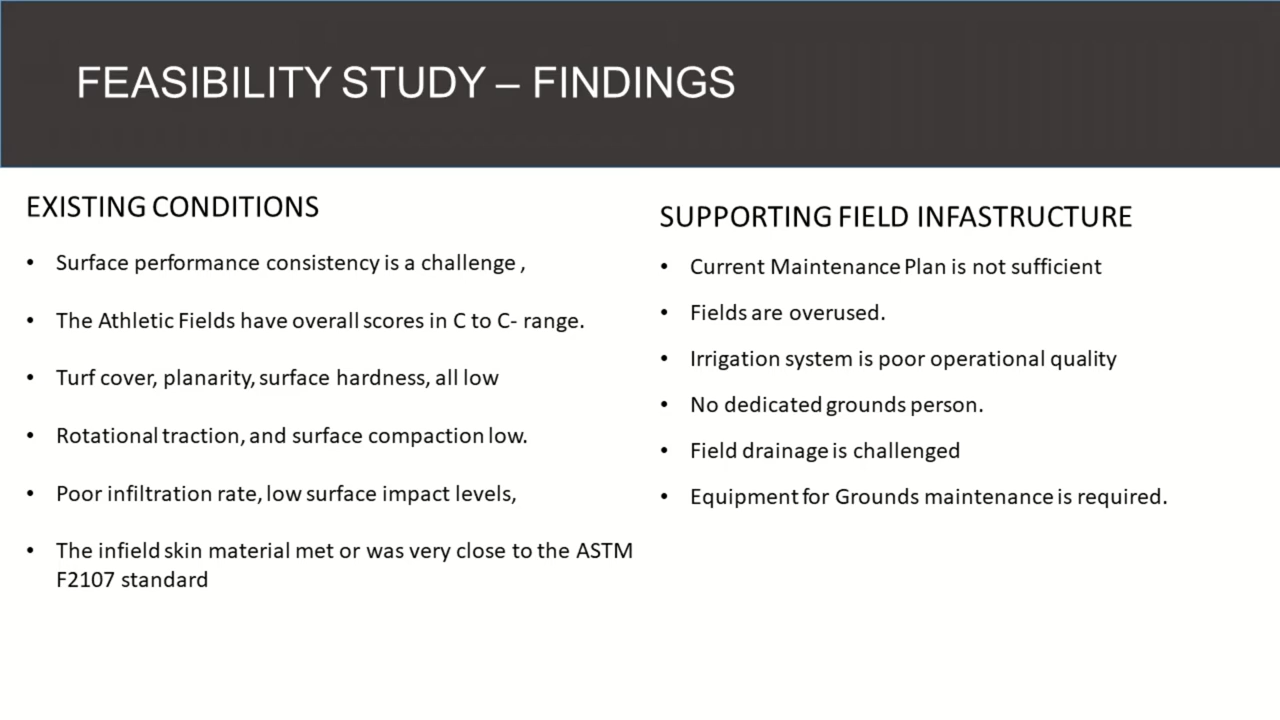 FEASIBILITY STUDY – FINDINGS
EXISTING CONDITIONS
• Surface performance consistency is a challenge ,
• The Athletic Fields have overall scores in C to C- range.
• Turf cover, planarity, surface hardness, all low
• Rotational traction, and surface compaction low.
• Poor infiltration rate, low surface impact levels,
• The infield skin material met or was very close to the ASTM
F2107 standard
SUPPORTING FIELD INFASTRUCTURE
• Current Maintenance Plan is not sufficient
• Fields are overused.
• Irrigation system is poor operational quality
• No dedicated grounds person.
• Field drainage is challenged
• Equipment for Grounds maintenance is required.